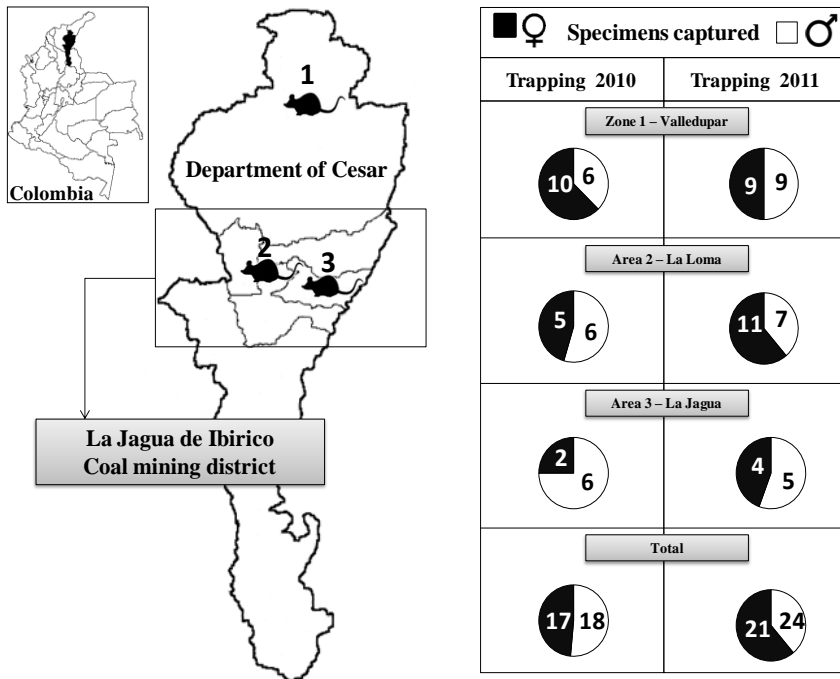 Colombia
1
Department of Cesar
2
3
La Jagua de Ibirico
Coal mining district
♀ Specimens captured ♂
Trapping 2010 Trapping 2011
Zone 1 – Valledupar
10 6 9 9
Area 2 – La Loma
5 6 11 7
Area 3 – La Jagua
2 6 4 5
Total
17 18 21 24